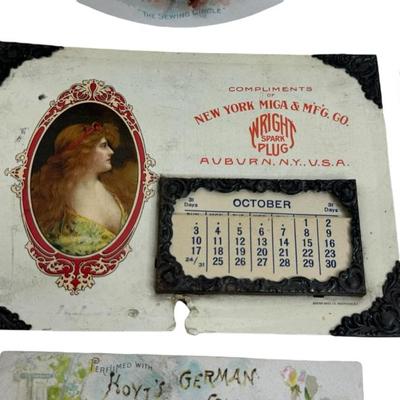 "THE SEWING CIRCLE"
COMPLIMENTS
OF
NEW YORK MICA & M'F'G. CO.
WRIGHT
SPARK
PLUG
AUBURN, N.Y., U.S.A.
31 Days OCTOBER 31 Days
1 2
3 4 5 6 7 8 9
10 11 12 13 14 15 16
17 18 19 20 21 22 23
24/31 25 26 27 28 29 30
PERFUMED WITH
HOYT'S GERMAN